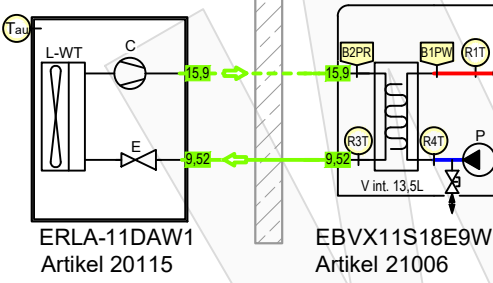 Tau
L-WT
C
E
15,9
9,52
B2PR
B1PW
R1T
15,9
R3T
R4T
P
9,52
V int. 13,5L
ERLA-11DAW1
Artikel 20115
EBVX11S18E9W
Artikel 21006